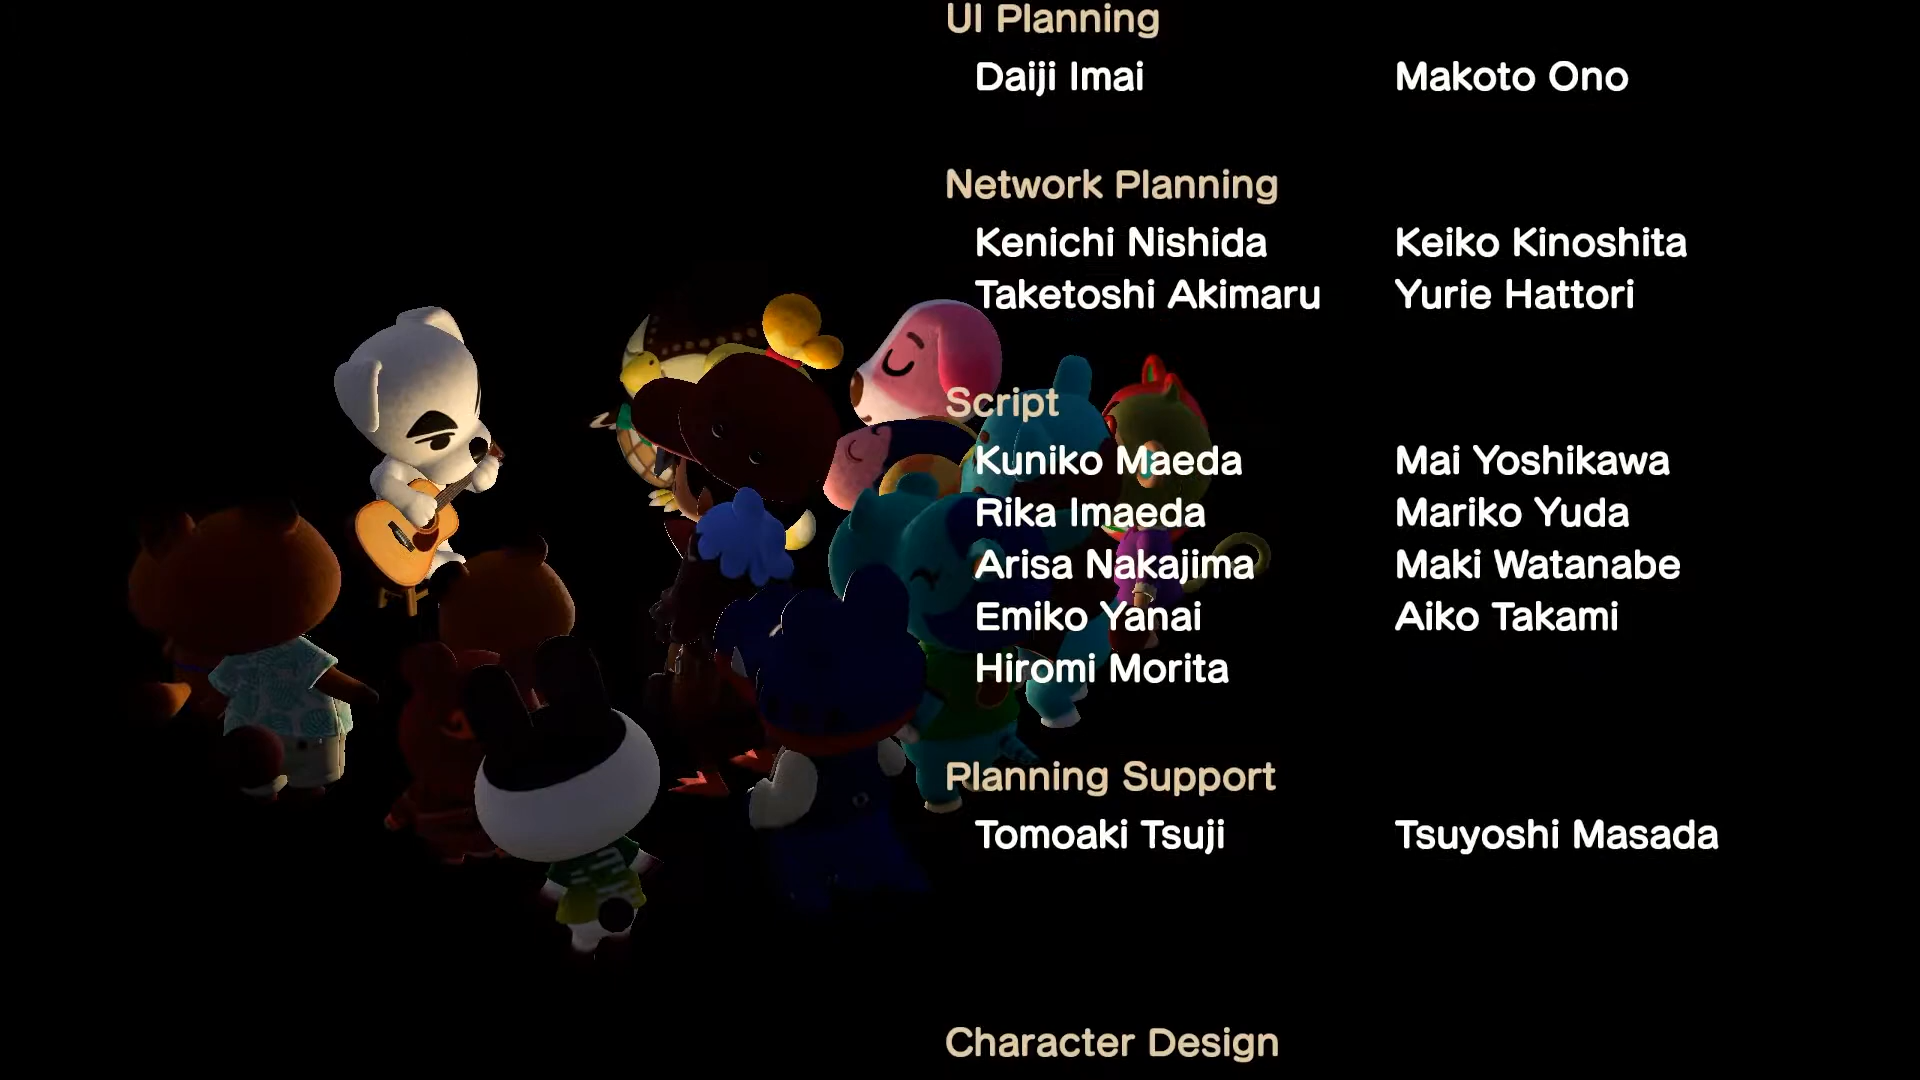 UI Planning
Daiji Imai Makoto Ono
Network Planning
Kenichi Nishida Keiko Kinoshita
Taketoshi Akimaru Yurie Hattori
Script
Kuniko Maeda Mai Yoshikawa
Rika Imaeda Mariko Yuda
Arisa Nakajima Maki Watanabe
Emiko Yanai Aiko Takami
Hiromi Morita
Planning Support
Tomoaki Tsuji Tsuyoshi Masada
Character Design